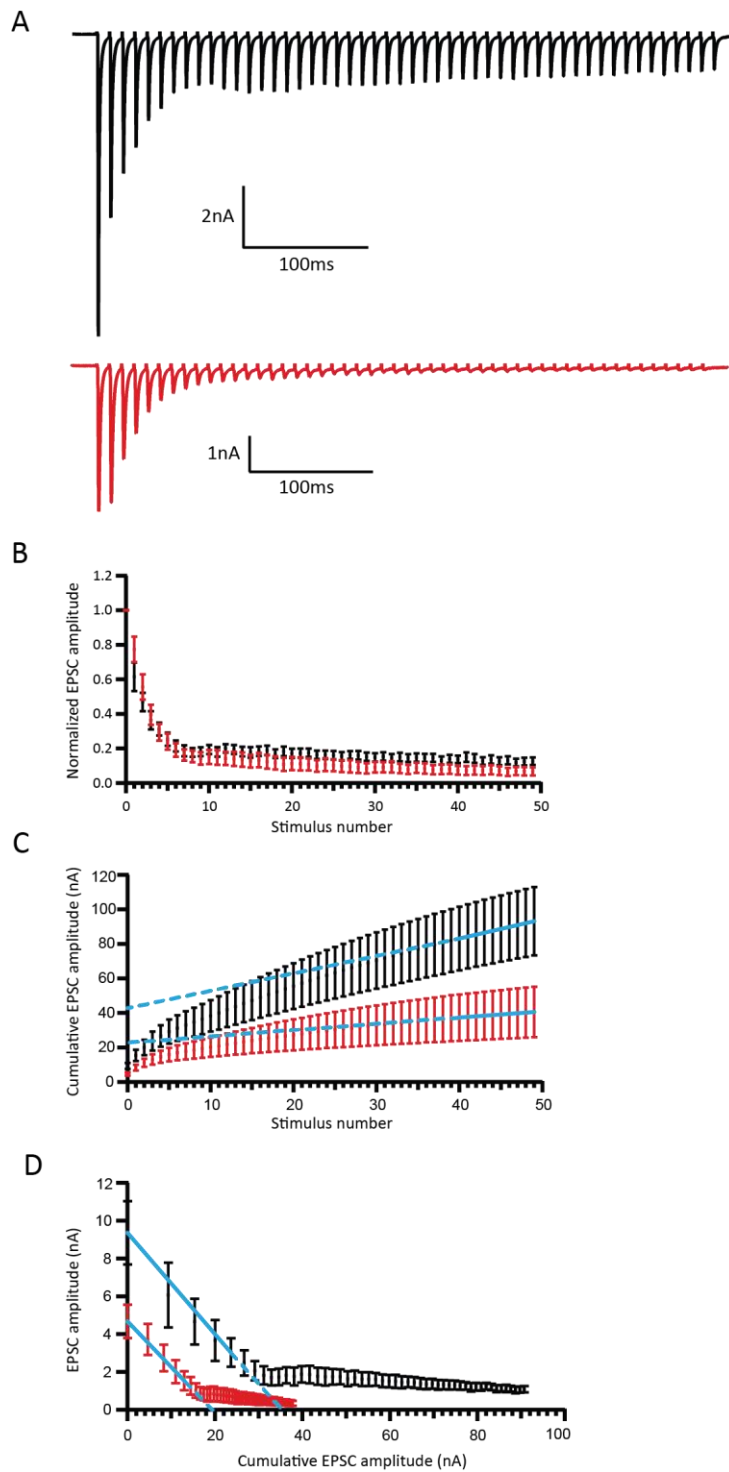 A
2nA
100ms
1nA
100ms
B
Normalized EPSC amplitude
1.2
1.0
0.8
0.6
0.4
0.2
0.0
0 10 20 30 40 50
Stimulus number
C
Cumulative EPSC amplitude (nA)
120
100
80
60
40
20
0
0 10 20 30 40 50
Stimulus number
D
EPSC amplitude (nA)
12
10
8
6
4
2
0
0 20 40 60 80 100
Cumulative EPSC amplitude (nA)